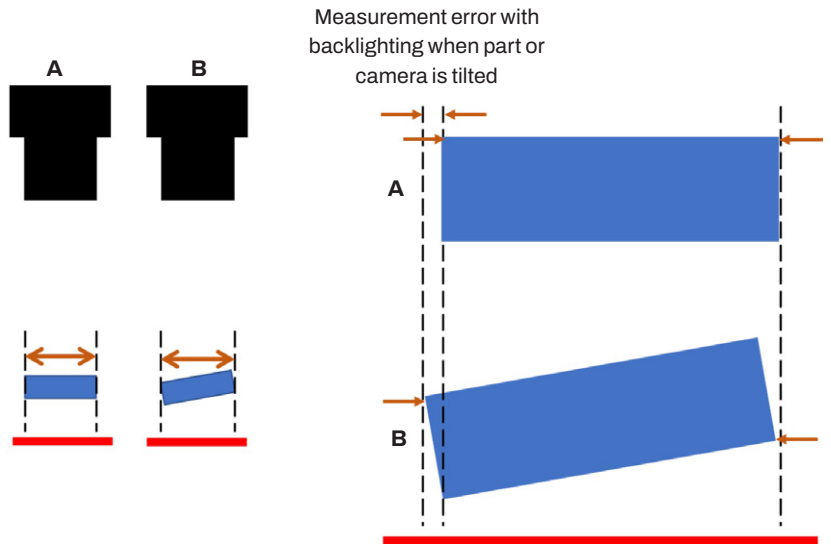 Measurement error with
backlighting when part or
camera is tilted
A
B
A
B